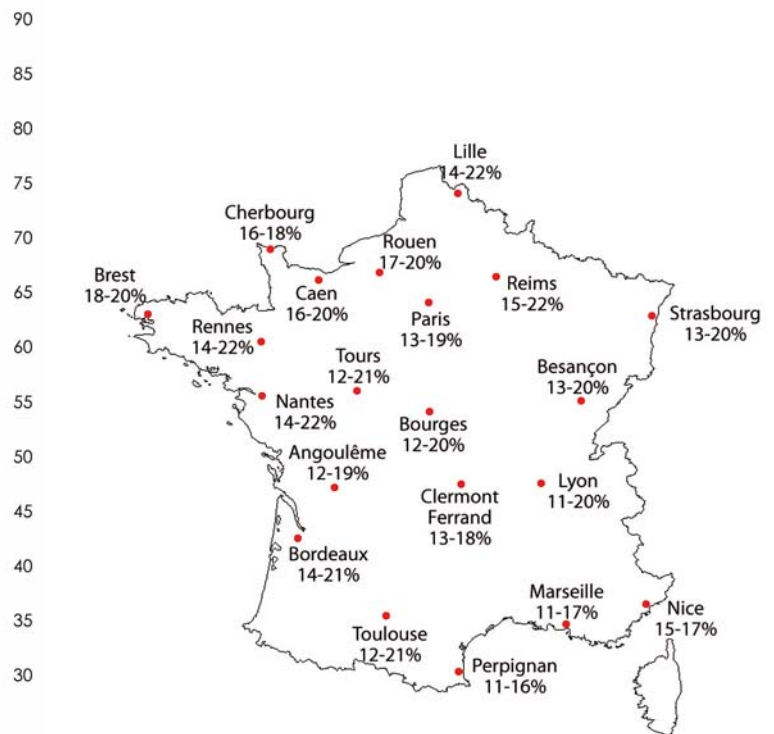 90
85
80
75
70
65
60
55
50
45
40
35
30
Lille
14-22%
Cherbourg
16-18%
Rouen
17-20%
Brest
18-20%
Caen
16-20%
Reims
15-22%
Paris
13-19%
Strasbourg
13-20%
Rennes
14-22%
Tours
12-21%
Besançon
13-20%
Nantes
14-22%
Bourges
12-20%
Angoulême
12-19%
Clermont
Ferrand
13-18%
Lyon
11-20%
Bordeaux
14-21%
Marseille
11-17%
Nice
15-17%
Toulouse
12-21%
Perpignan
11-16%